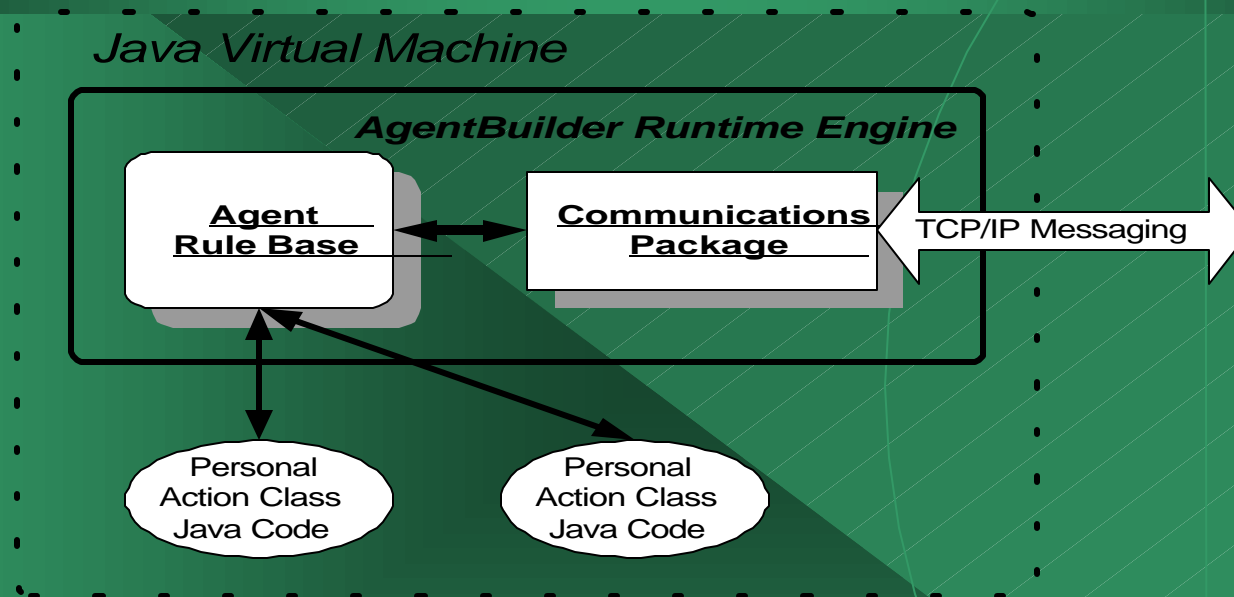 Java Virtual Machine
AgentBuilder Runtime Engine
Agent
Rule Base
Communications
Package
TCP/IP Messaging
Personal
Action Class
Java Code
Personal
Action Class
Java Code